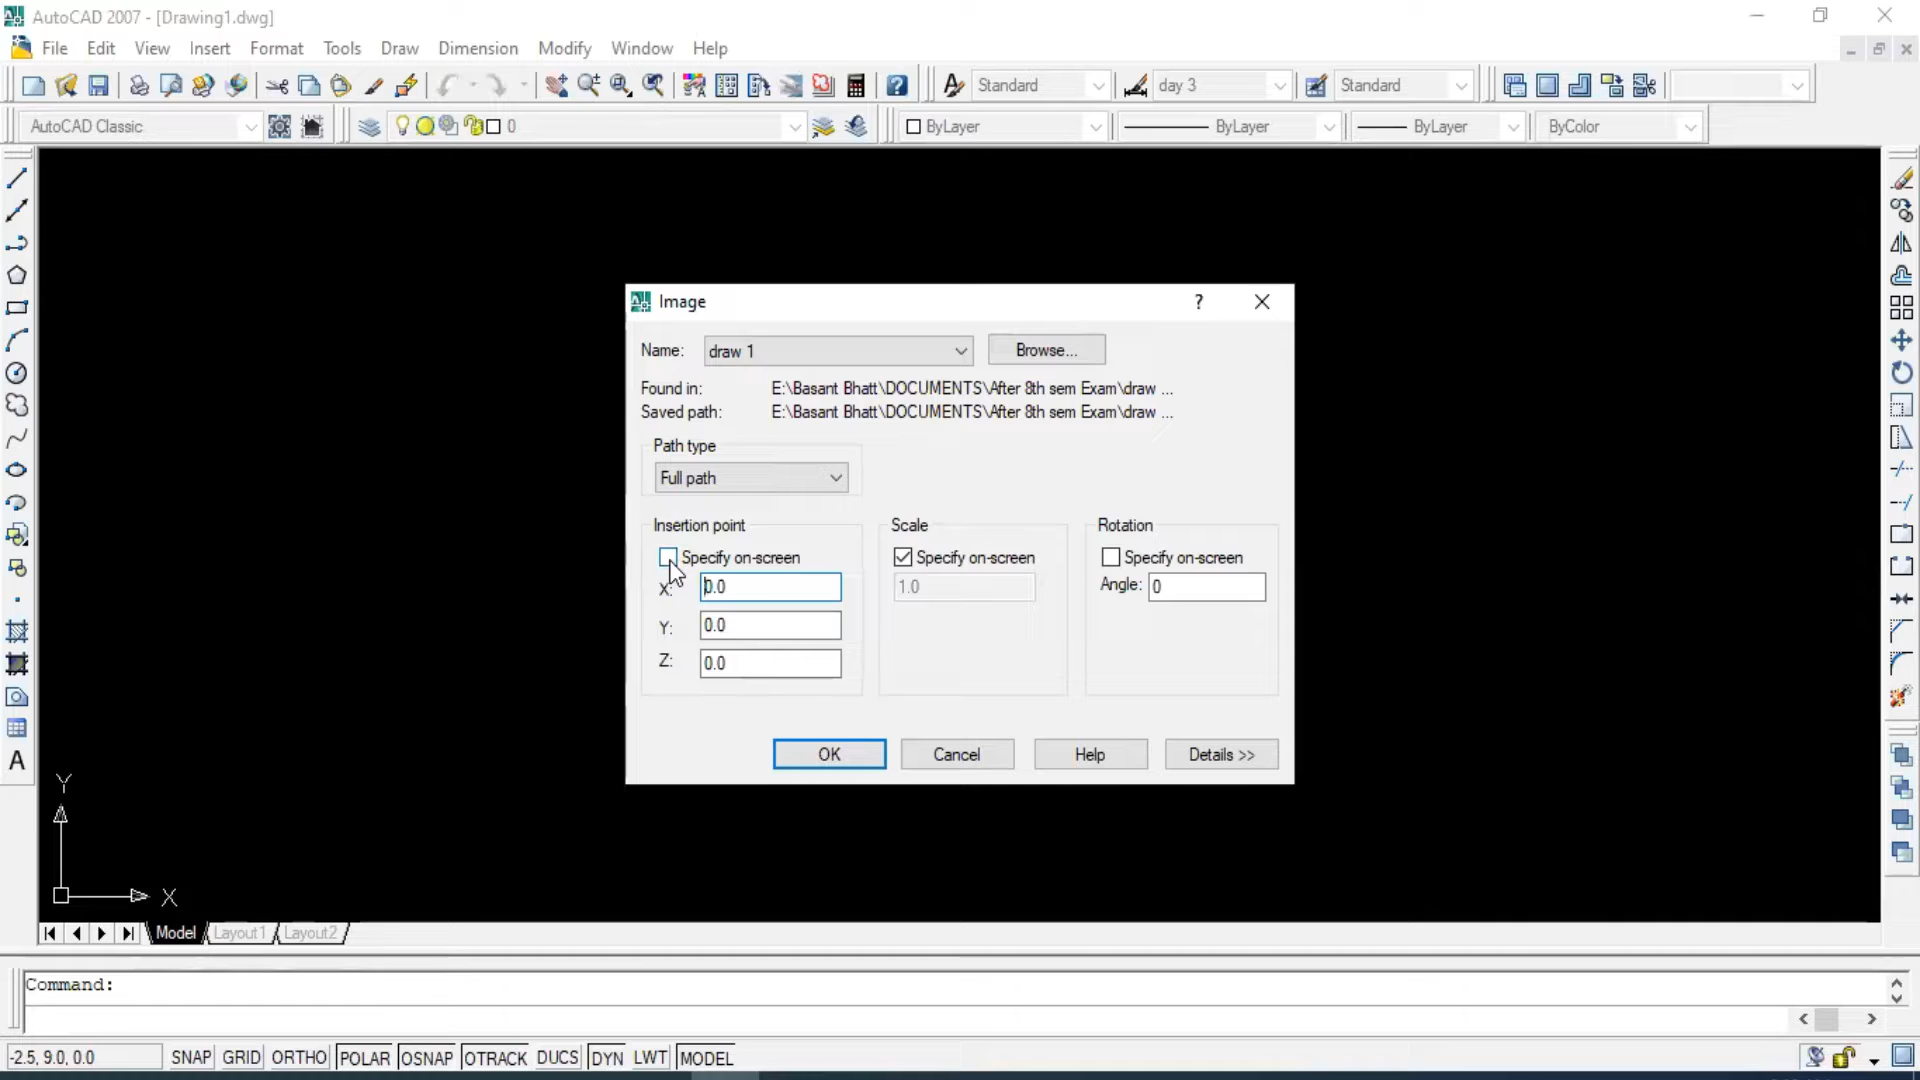 AutoCAD 2007 - [Drawing1.dwg]
File Edit View Insert Format Tools Draw Dimension Modify Window Help
Standard day 3 Standard
AutoCAD Classic 0 ByLayer ByLayer ByLayer ByColor
Image ?
Name: draw 1 Browse...
Found in: E:\Basant Bhatt\DOCUMENTS\After 8th sem Exam\draw ...
Saved path: E:\Basant Bhatt\DOCUMENTS\After 8th sem Exam\draw ...
Path type
Full path
Insertion point Scale Rotation
Specify on-screen Specify on-screen Specify on-screen
X: 0.0 1.0 Angle: 0
Y: 0.0
Z: 0.0
OK Cancel Help Details >>
A
Y
X
Model Layout1 Layout2
Command:
-2.5, 9.0, 0.0 SNAP GRID ORTHO POLAR OSNAP OTRACK DUCS DYN LWT MODEL